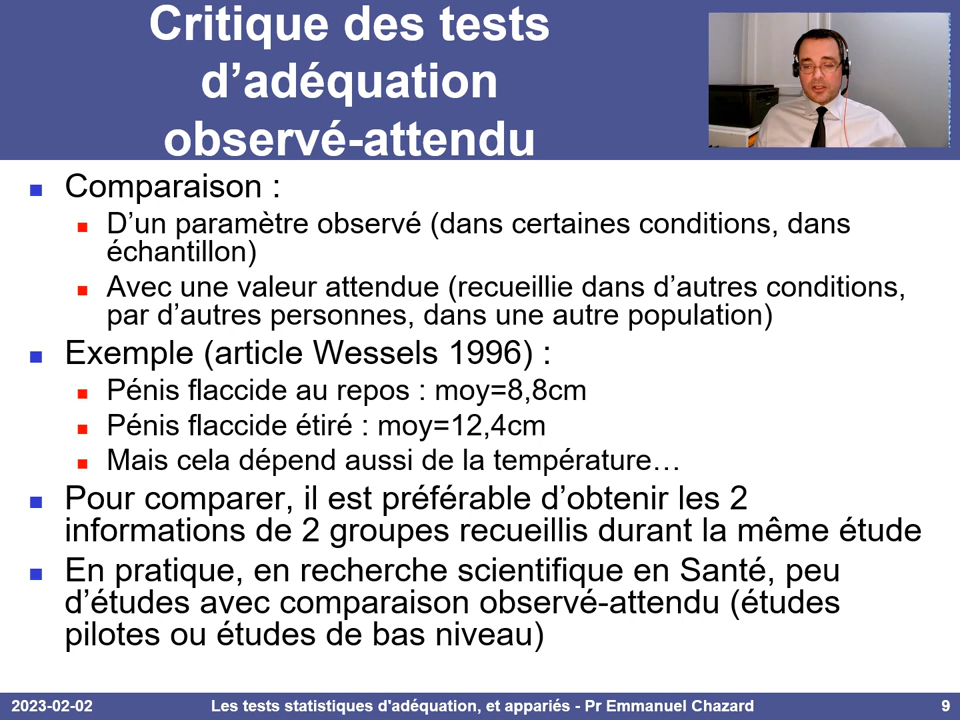 Critique des tests
d’adéquation
observé-attendu
Comparaison :
D’un paramètre observé (dans certaines conditions, dans
échantillon)
Avec une valeur attendue (recueillie dans d’autres conditions,
par d’autres personnes, dans une autre population)
Exemple (article Wessels 1996) :
Pénis flaccide au repos : moy=8,8cm
Pénis flaccide étiré : moy=12,4cm
Mais cela dépend aussi de la température…
Pour comparer, il est préférable d’obtenir les 2
informations de 2 groupes recueillis durant la même étude
En pratique, en recherche scientifique en Santé, peu
d’études avec comparaison observé-attendu (études
pilotes ou études de bas niveau)
2023-02-02 Les tests statistiques d'adéquation, et appariés - Pr Emmanuel Chazard 9